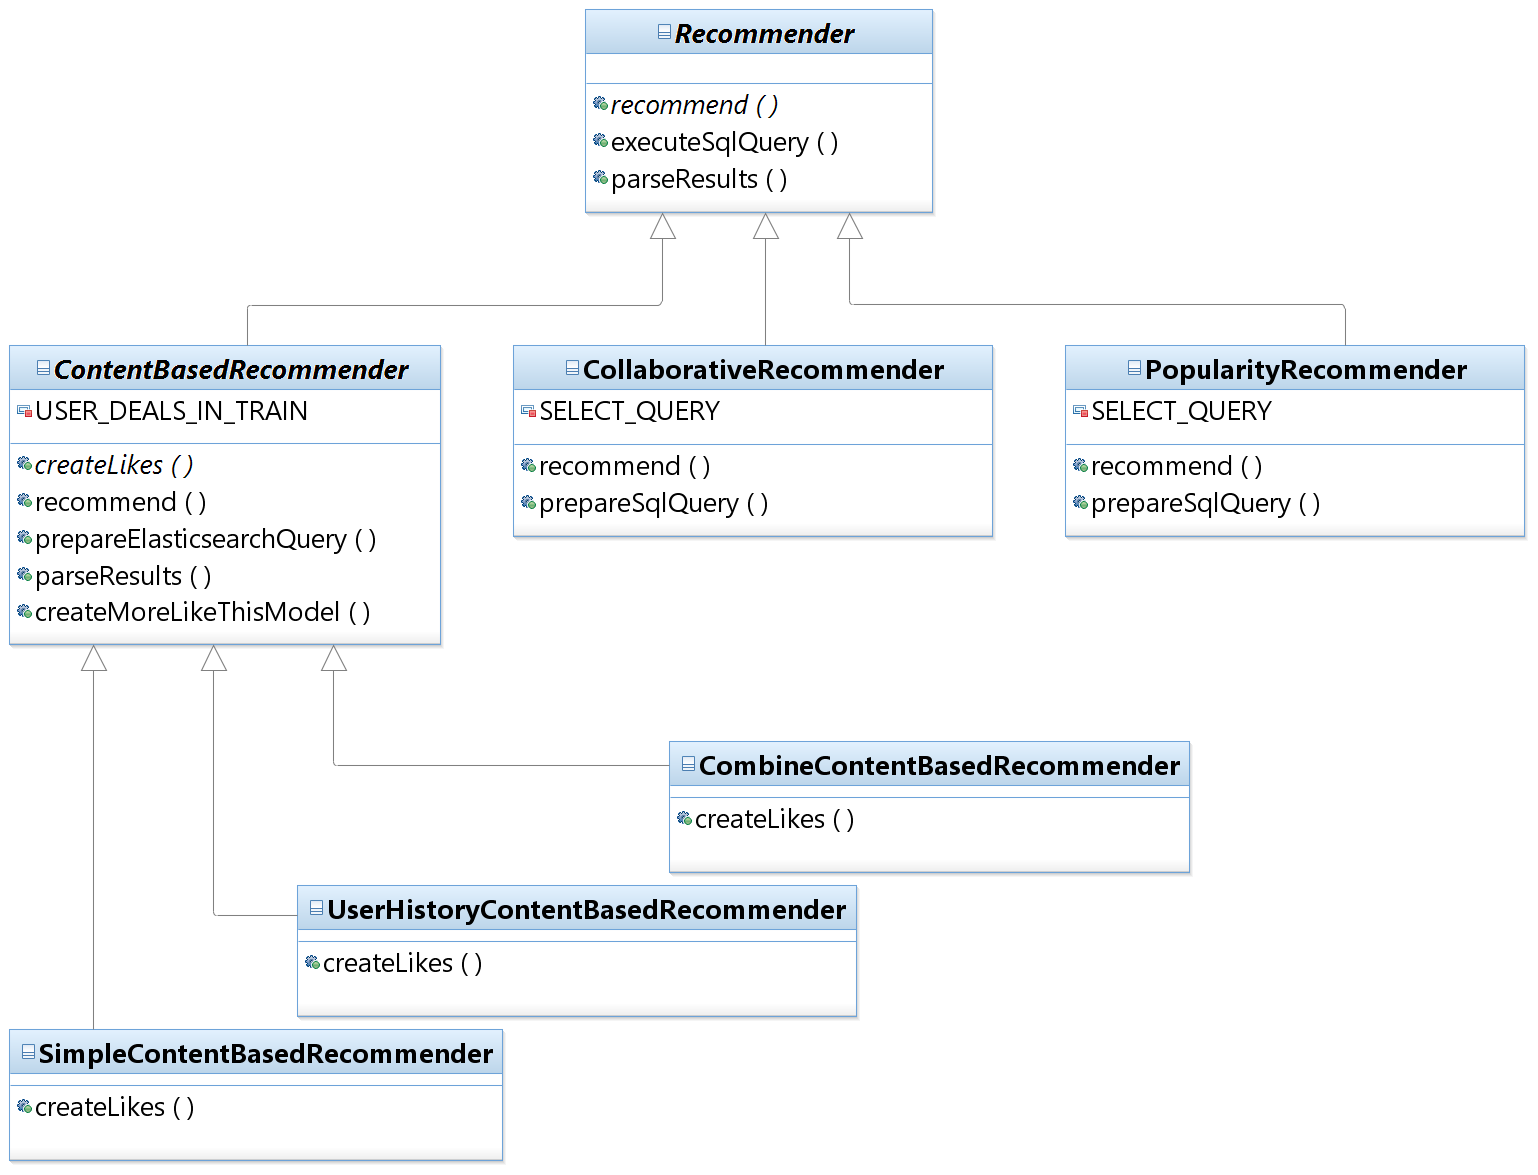 Recommender
recommend ( )
executeSqlQuery ( )
parseResults ( )
ContentBasedRecommender
USER_DEALS_IN_TRAIN
createLikes ( )
recommend ( )
prepareElasticsearchQuery ( )
parseResults ( )
createMoreLikeThisModel ( )
CollaborativeRecommender
SELECT_QUERY
recommend ( )
prepareSqlQuery ( )
PopularityRecommender
SELECT_QUERY
recommend ( )
prepareSqlQuery ( )
CombineContentBasedRecommender
createLikes ( )
UserHistoryContentBasedRecommender
createLikes ( )
SimpleContentBasedRecommender
createLikes ( )